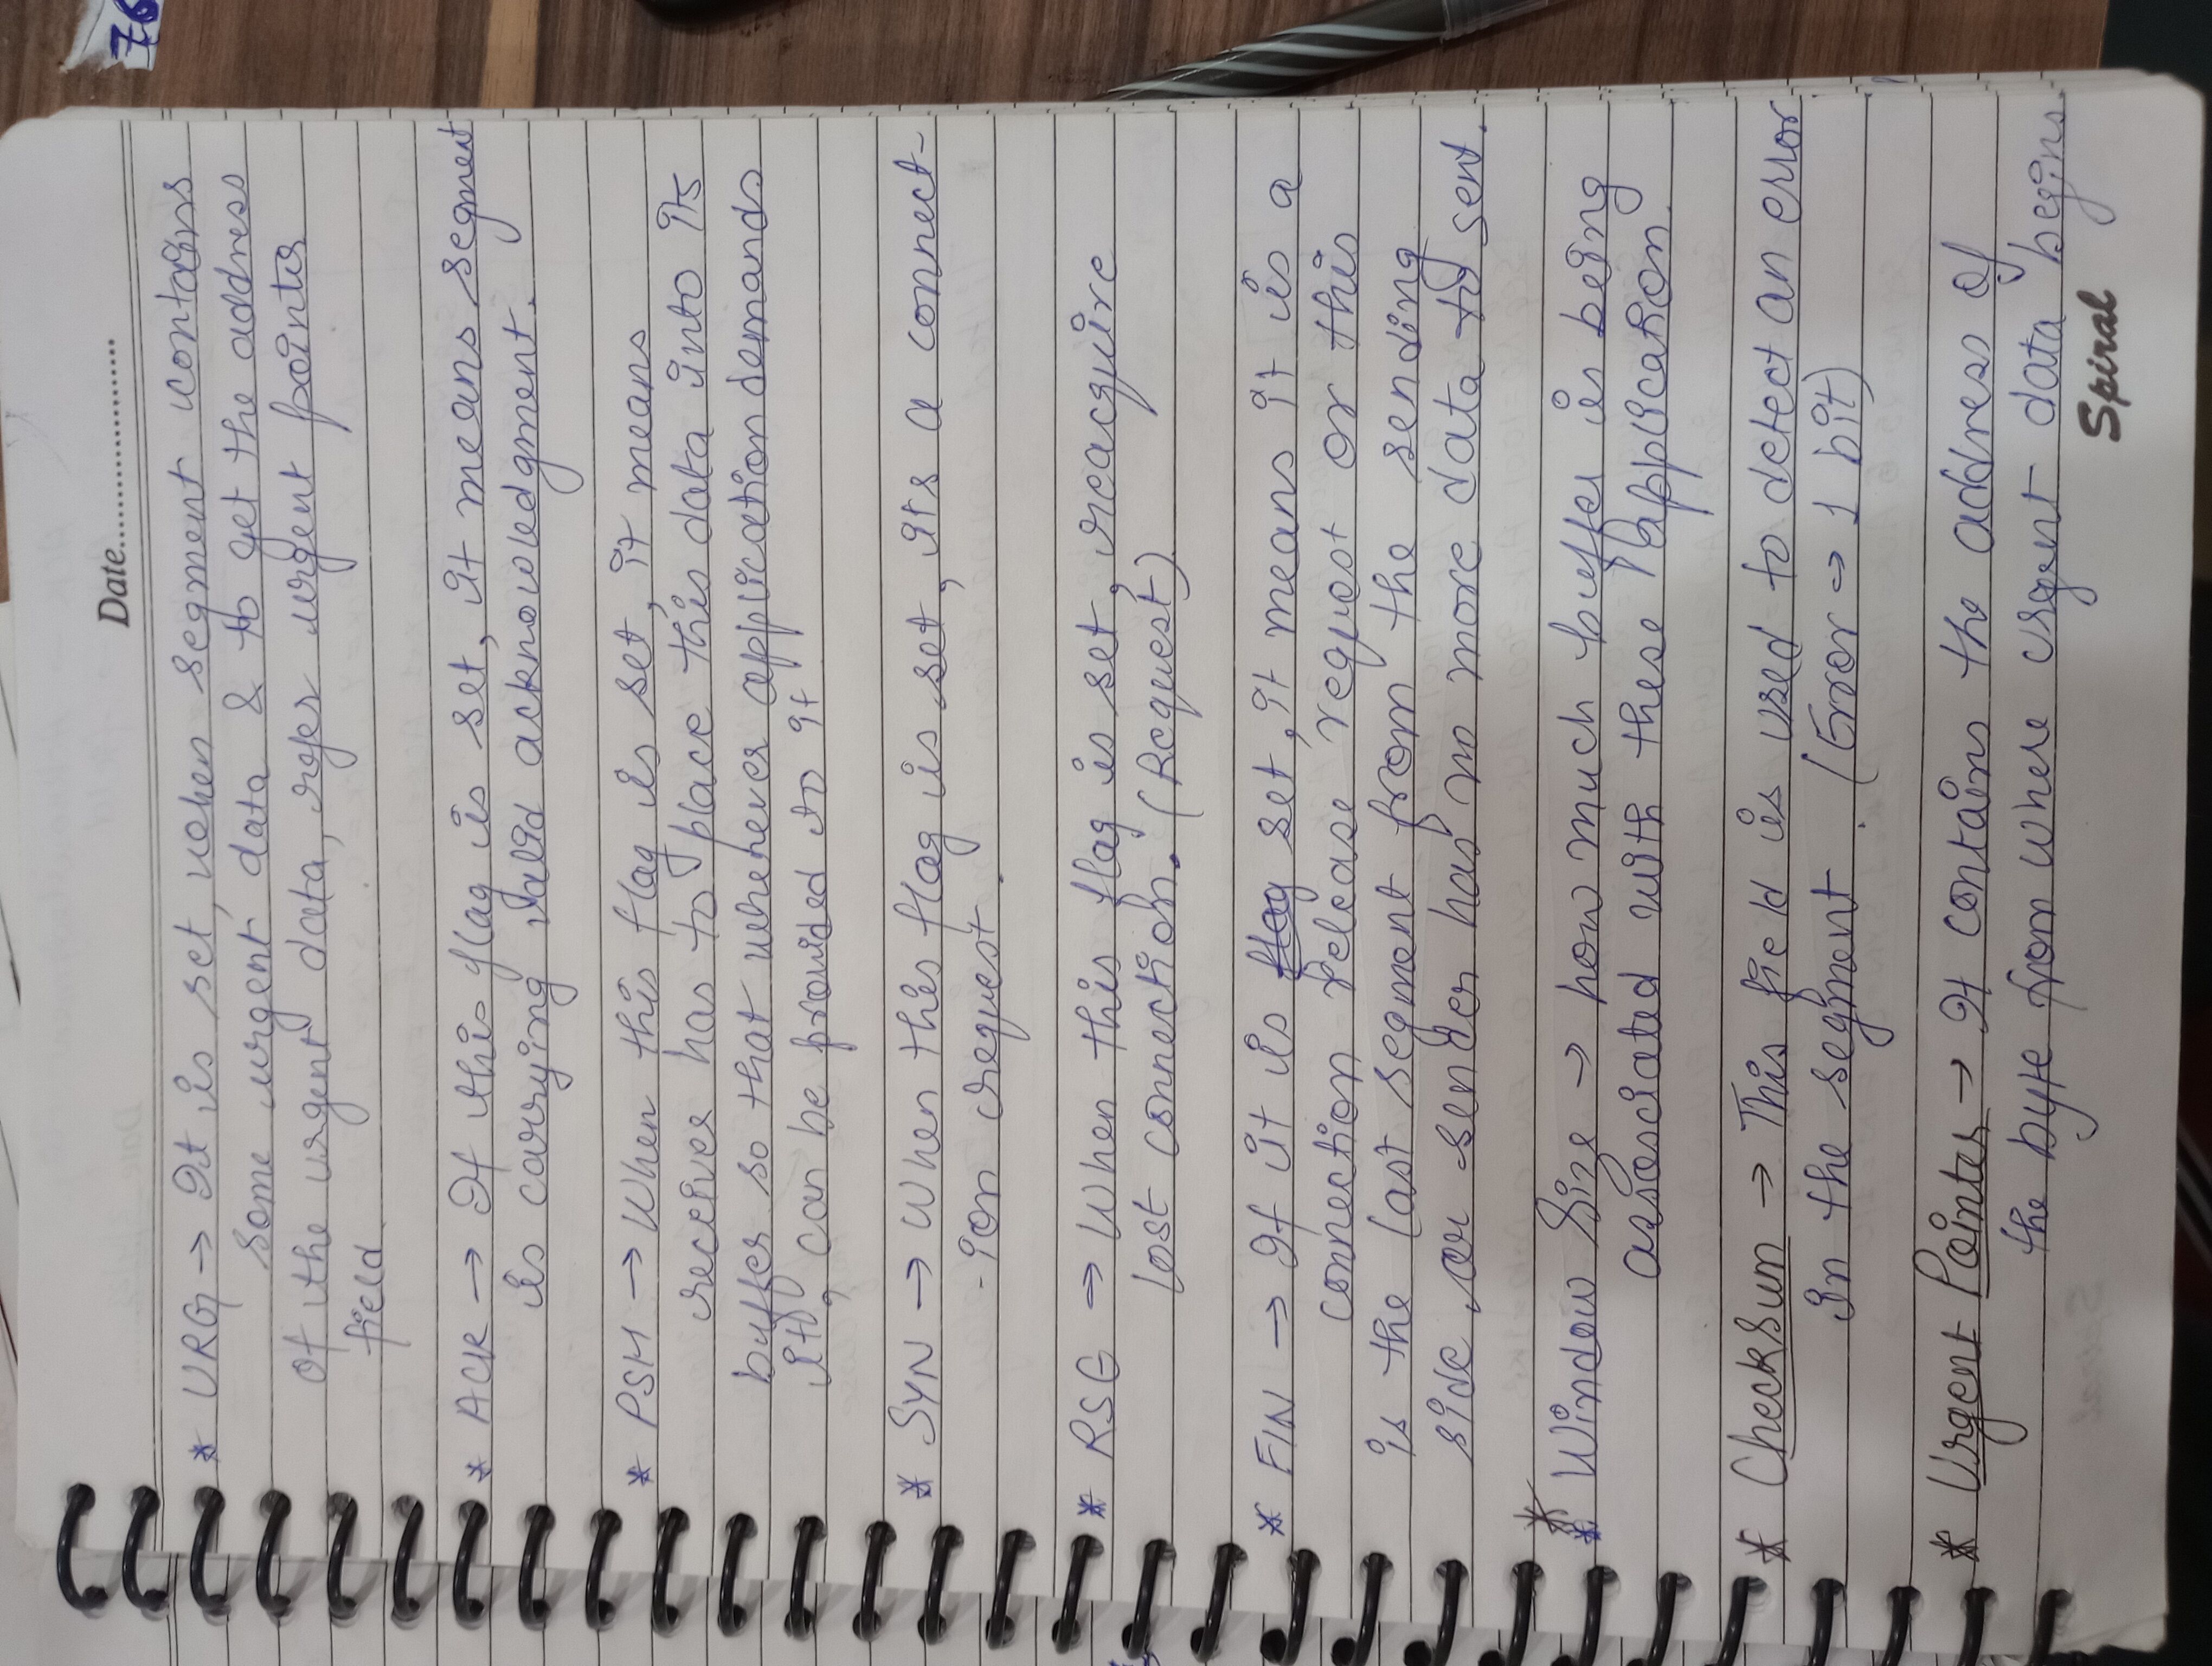 Date.....................
76
* URG → It is set, when segment contains
some urgent data & to get the address
of the urgent data, refer urgent pointer
field.
* ACK → If this flag is set, it means segment
is carrying valid acknowledgment.
* PSH → When this flag is set, it means
receiver has to place this data into its
buffer so that whenever application demands
it, can be provided to it.
* SYN → When this flag is set, its a connect-
-ion request.
* RSE → When this flag is set, reacquire
lost connection. (Request)
* FIN → If it is flag set, it means it is a
connection release request or this
is the last segment from the sending
side or sender has no more data to sent.
* Window Size → how much buffer is being
associated with these application.
* CheckSum → This field is used to detect an error
in the segment. (Error → 1 bit)
* Urgent Pointer → It contains the address of
the byte from where urgent data begins.
Spiral